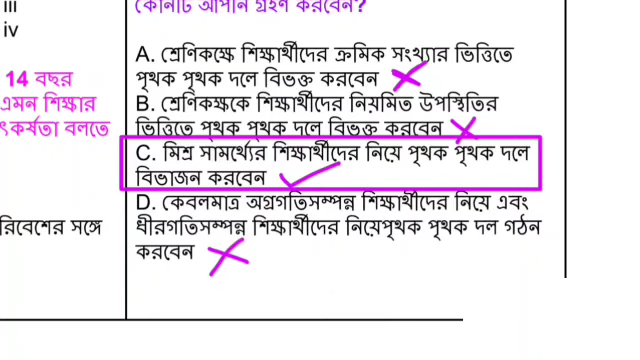 iii
iv
14 বছর
এমন শিক্ষার
ৎকর্ষতা বলতে
রিবেশের সঙ্গে
কোনটি আপনি গ্রহণ করবেন?
A. শ্রেণিকক্ষে শিক্ষার্থীদের ক্রমিক সংখ্যার ভিত্তিতে
পৃথক পৃথক দলে বিভক্ত করবেন
B. শ্রেণিকক্ষকে শিক্ষার্থীদের নিয়মিত উপস্থিতির
ভিত্তিতে পৃথক পৃথক দলে বিভক্ত করবেন
C. মিশ্র সামর্থ্যের শিক্ষার্থীদের নিয়ে পৃথক পৃথক দলে
বিভাজন করবেন
D. কেবলমাত্র অগ্রগতিসম্পন্ন শিক্ষার্থীদের নিয়ে এবং
ধীরগতিসম্পন্ন শিক্ষার্থীদের নিয়েপৃথক পৃথক দল গঠন
করবেন